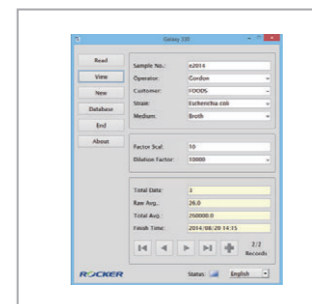 Galaxy 330
Read
View
New
Database
End
About
Sample No.: e2014
Operator: Gordon
Customer: FOODS
Strain: Escherichia coli
Medium: Broth
Factor Scal: 10
Dilution Factor: 10000
Total Data: 3
Raw Avg.: 26.0
Total Avg.: 260000.0
Finish Time: 2014/08/20 14:15
2/2
Records
ROCKER
Status:
English